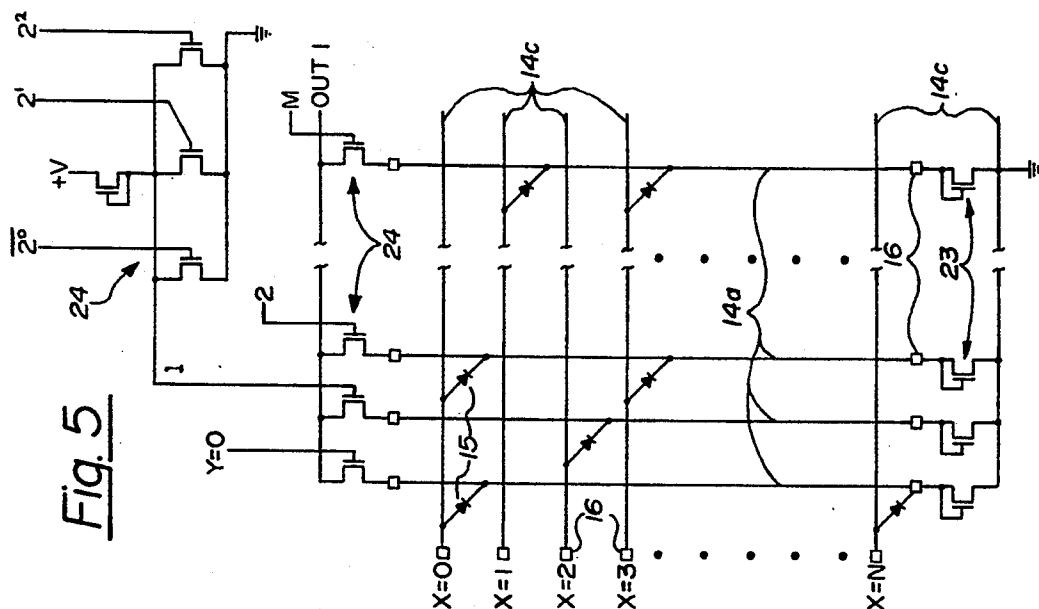 Fig. 5
24
+V
2̅⁰̅
2¹
2²
1
Y=0
2
M
OUT 1
24
15
14c
X=0
X=1
X=2
16
X=3
14a
16
23
14c
X=N